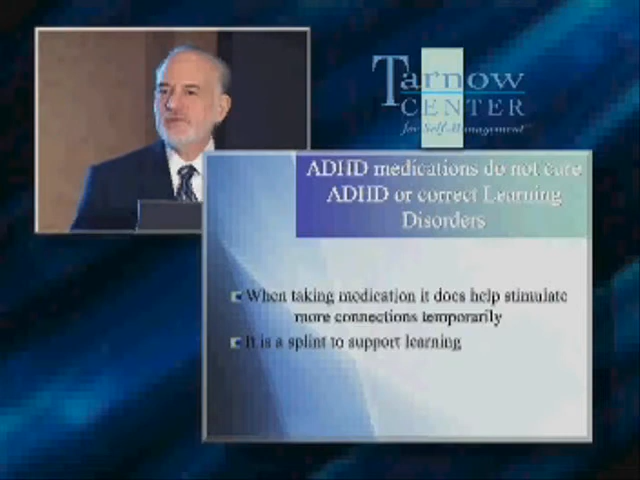 Tarnow
CENTER
for Self-Management
ADHD medications do not cure
ADHD or correct Learning
Disorders
When taking medication it does help stimulate
more connections temporarily
It is a splint to support learning